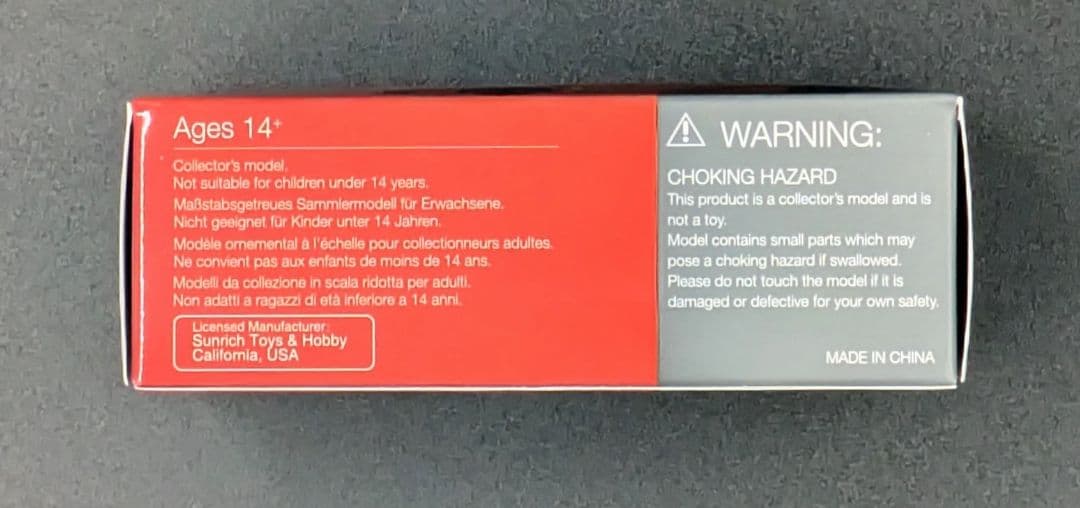 Ages 14+
Collector's model.
Not suitable for children under 14 years.
Maßstabsgetreues Sammlermodell für Erwachsene.
Nicht geeignet für Kinder unter 14 Jahren.
Modèle ornemental à l'échelle pour collectionneurs adultes.
Ne convient pas aux enfants de moins de 14 ans.
Modelli da collezione in scala ridotta per adulti.
Non adatti a ragazzi di età inferiore a 14 anni.
Licensed Manufacturer:
Sunrich Toys & Hobby
California, USA
WARNING:
CHOKING HAZARD
This product is a collector's model and is
not a toy.
Model contains small parts which may
pose a choking hazard if swallowed.
Please do not touch the model if it is
damaged or defective for your own safety.
MADE IN CHINA